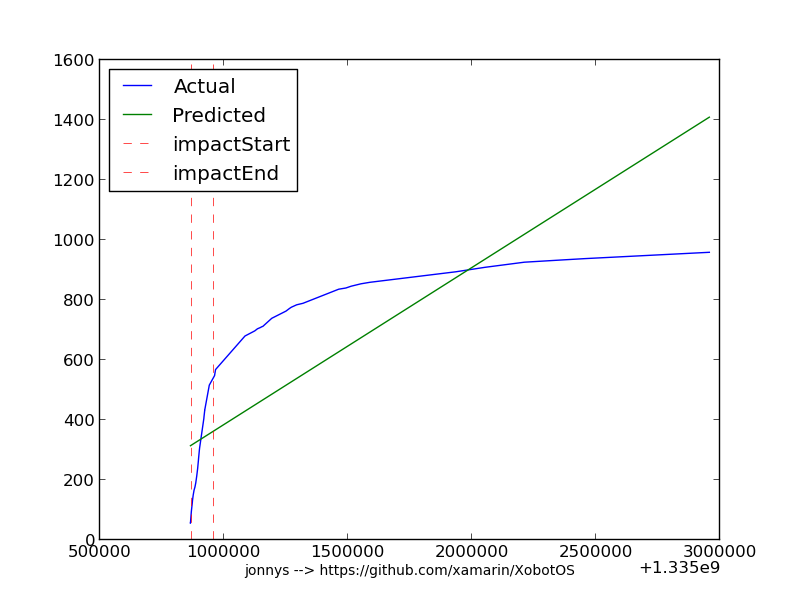 1600
1400
1200
1000
800
600
400
200
0
Actual
Predicted
impactStart
impactEnd
500000 1000000 1500000 2000000 2500000 3000000
+1.335e9
jonnys --> https://github.com/xamarin/XobotOS